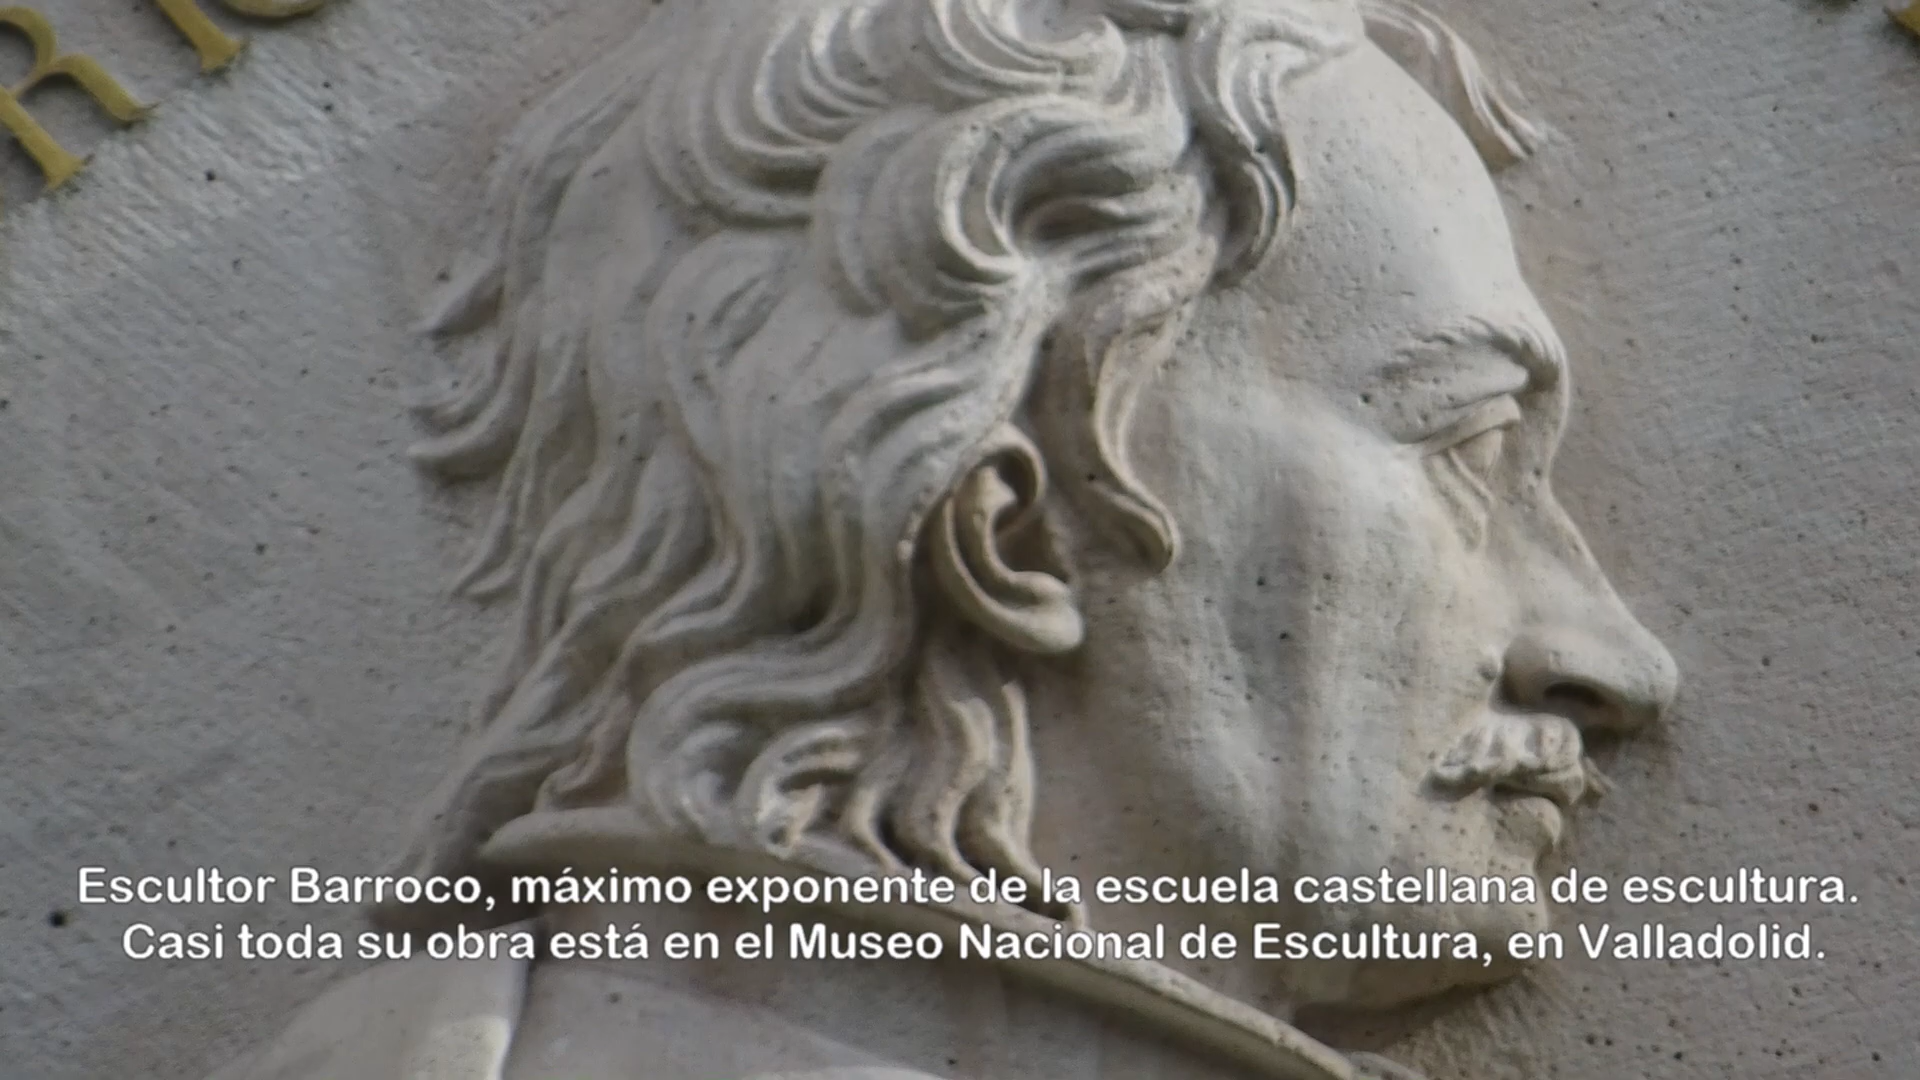 RIO
Escultor Barroco, máximo exponente de la escuela castellana de escultura.
Casi toda su obra está en el Museo Nacional de Escultura, en Valladolid.